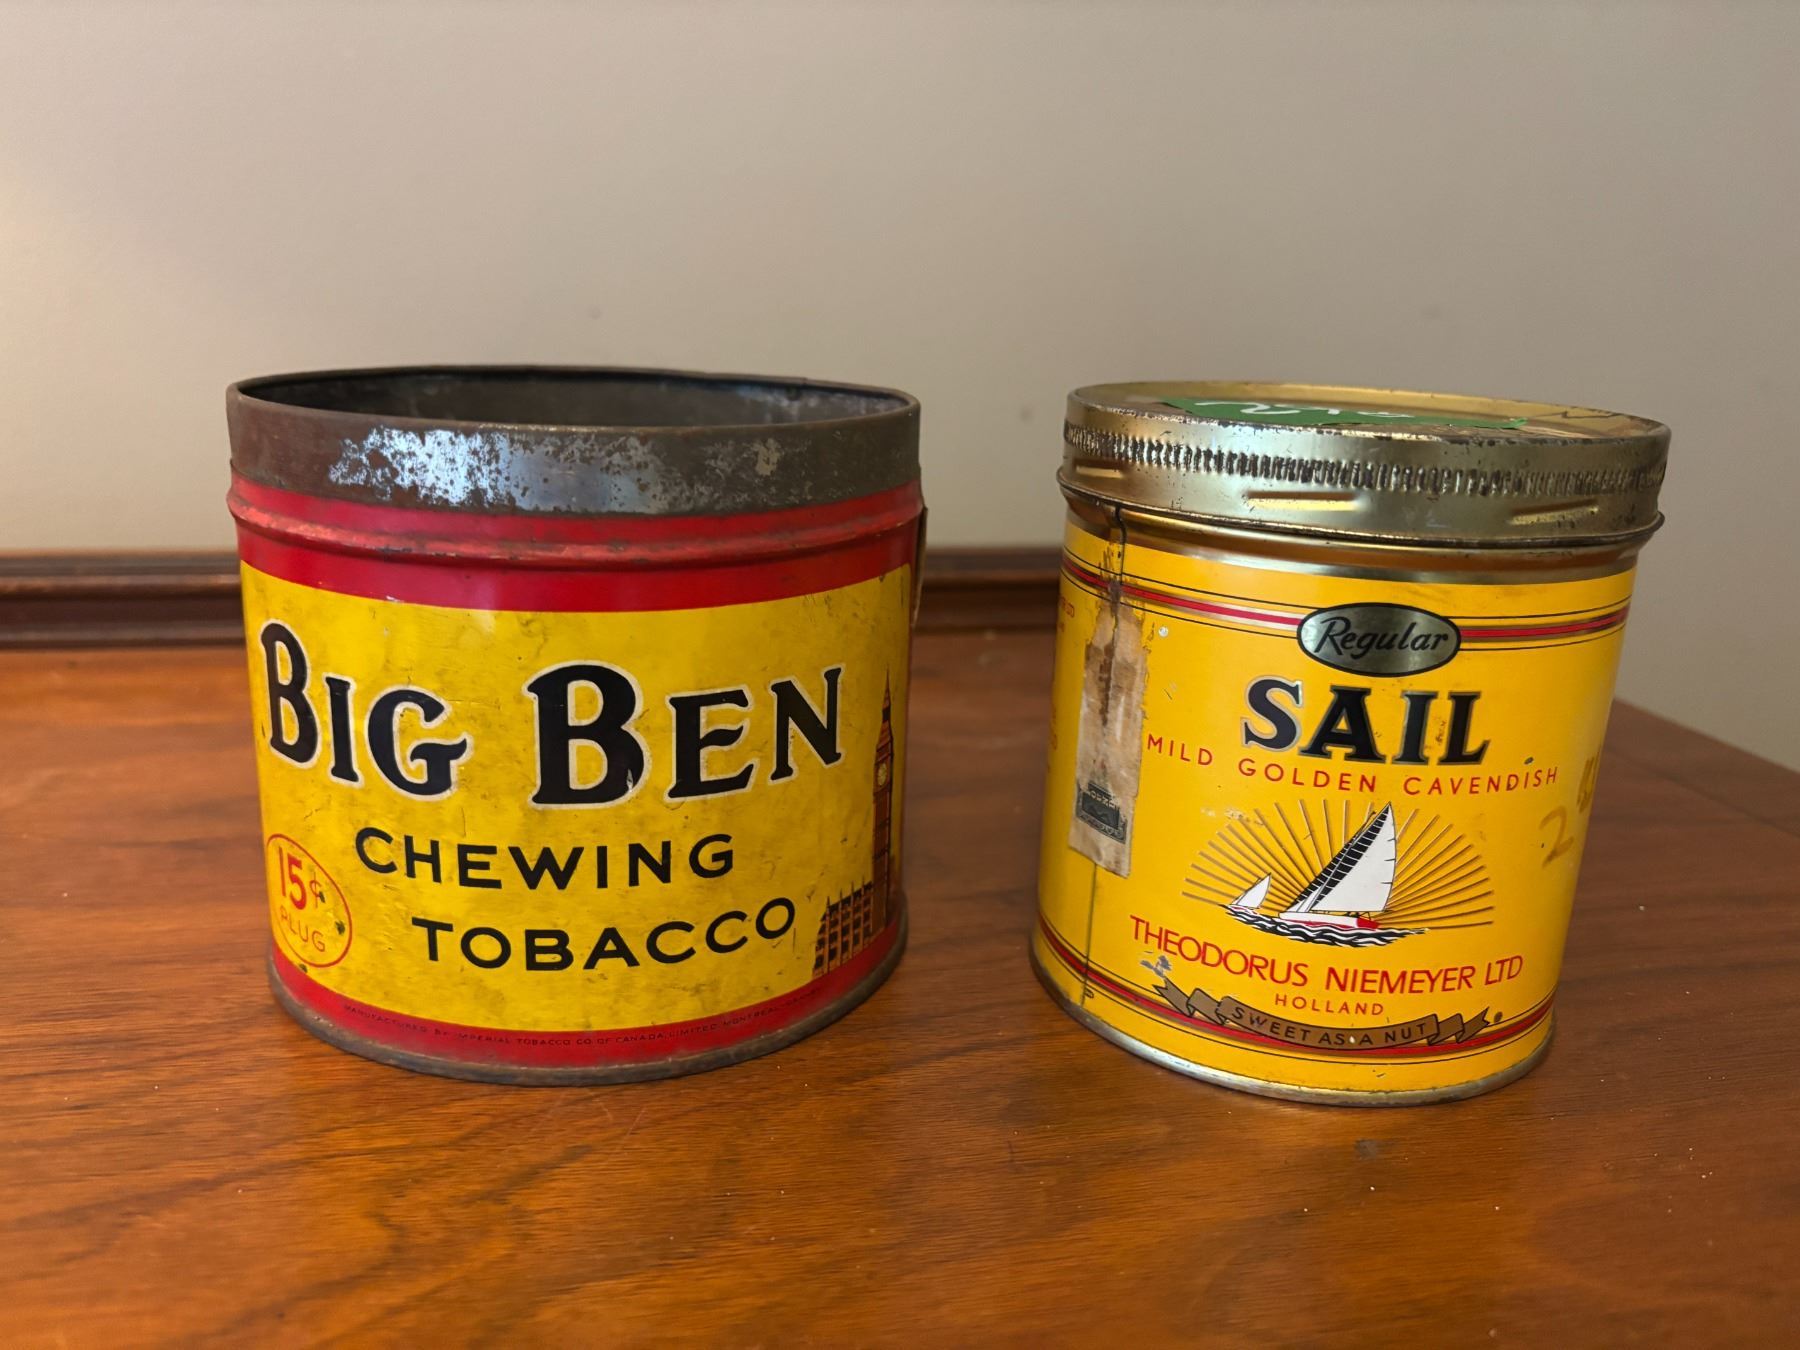 BIG BEN
CHEWING
TOBACCO
15¢
PLUG
MANUFACTURED BY IMPERIAL TOBACCO CO OF CANADA, LIMITED MONTREAL
Regular
SAIL
MILD GOLDEN CAVENDISH
THEODORUS NIEMEYER LTD
HOLLAND
SWEET AS A NUT
2